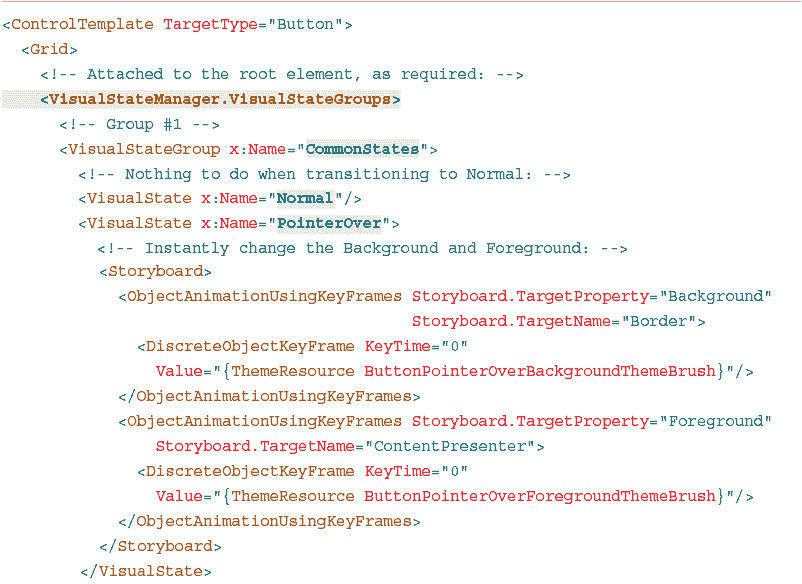 <ControlTemplate TargetType="Button">
  <Grid>
    <!-- Attached to the root element, as required: -->
    <VisualStateManager.VisualStateGroups>
      <!-- Group #1 -->
      <VisualStateGroup x:Name="CommonStates">
        <!-- Nothing to do when transitioning to Normal: -->
        <VisualState x:Name="Normal"/>
        <VisualState x:Name="PointerOver">
          <!-- Instantly change the Background and Foreground: -->
          <Storyboard>
            <ObjectAnimationUsingKeyFrames Storyboard.TargetProperty="Background"
                                           Storyboard.TargetName="Border">
              <DiscreteObjectKeyFrame KeyTime="0"
                Value="{ThemeResource ButtonPointerOverBackgroundThemeBrush}"/>
            </ObjectAnimationUsingKeyFrames>
            <ObjectAnimationUsingKeyFrames Storyboard.TargetProperty="Foreground"
                Storyboard.TargetName="ContentPresenter">
              <DiscreteObjectKeyFrame KeyTime="0"
                Value="{ThemeResource ButtonPointerOverForegroundThemeBrush}"/>
            </ObjectAnimationUsingKeyFrames>
          </Storyboard>
        </VisualState>